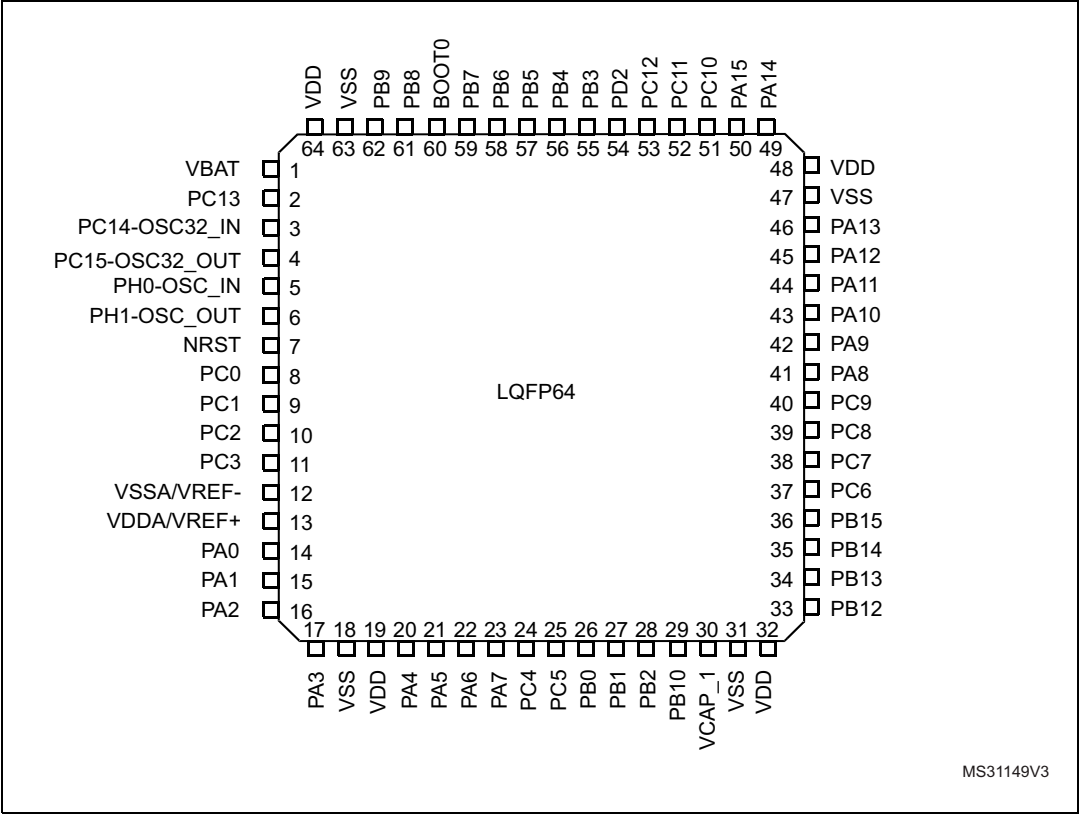 VDD VSS PB9 PB8 BOOT0 PB7 PB6 PB5 PB4 PB3 PD2 PC12 PC11 PC10 PA15 PA14
64 63 62 61 60 59 58 57 56 55 54 53 52 51 50 49
VBAT 1 48 VDD
PC13 2 47 VSS
PC14-OSC32_IN 3 46 PA13
PC15-OSC32_OUT 4 45 PA12
PH0-OSC_IN 5 44 PA11
PH1-OSC_OUT 6 43 PA10
NRST 7 42 PA9
PC0 8 41 PA8
LQFP64
PC1 9 40 PC9
PC2 10 39 PC8
PC3 11 38 PC7
VSSA/VREF- 12 37 PC6
VDDA/VREF+ 13 36 PB15
PA0 14 35 PB14
PA1 15 34 PB13
PA2 16 33 PB12
17 18 19 20 21 22 23 24 25 26 27 28 29 30 31 32
PA3 VSS VDD PA4 PA5 PA6 PA7 PC4 PC5 PB0 PB1 PB2 PB10 VCAP_1 VSS VDD
MS31149V3